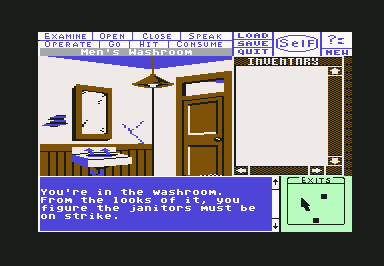 EXAMINE OPEN CLOSE SPEAK
OPERATE GO HIT CONSUME
LOAD
SAVE
QUIT
SELF
?=
NEW
Men's Washroom
INVENTORY
You're in the washroom.
From the looks of it, you
figure the janitors must be
on strike.
EXITS